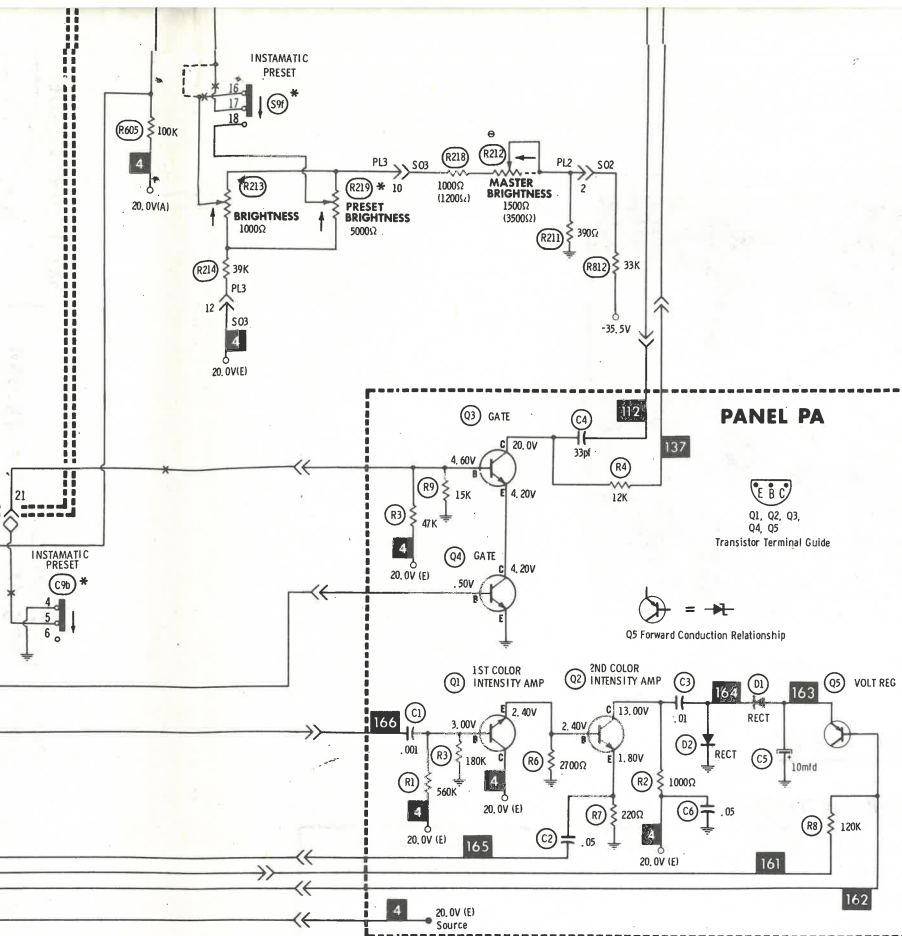 INSTAMATIC
PRESET
16
17
18
S9f *
R605
100K
4
20.0V(A)
R213
BRIGHTNESS
1000Ω
R219 *
PRESET
BRIGHTNESS
5000Ω
PL3
10
SO3
R218
1000Ω
(1200Ω)
⊖
R212
MASTER
BRIGHTNESS
1500Ω
(3500Ω)
PL2
2
SO2
R211
390Ω
R812
33K
-35.5V
R214
39K
PL3
12
SO3
4
20.0V(E)
PANEL PA
112
137
Q3 GATE
C
20.0V
C4
33pf
R4
12K
4.60V
B
E
4.20V
R9
15K
R3
47K
4
20.0V (E)
Q4 GATE
C
4.20V
.50V
B
E
E B C
Q1, Q2, Q3,
Q4, Q5
Transistor Terminal Guide
=
Q5 Forward Conduction Relationship
21
INSTAMATIC
PRESET
C9b *
4
5
6
166
C1
.001
Q1
1ST COLOR
INTENSITY AMP
E
2.40V
3.00V
B
C
R3
180K
R1
560K
4
20.0V (E)
4
20.0V (E)
Q2
2ND COLOR
INTENSITY AMP
C
13.00V
2.40V
B
E
1.80V
R6
2700Ω
C3
.01
164
D1
RECT
163
Q5
VOLT REG
D2
RECT
C5
+
10mfd
R2
1000Ω
R7
220Ω
C6
.05
C2
.05
4
20.0V (E)
R8
120K
165
161
162
4
20.0V (E)
Source